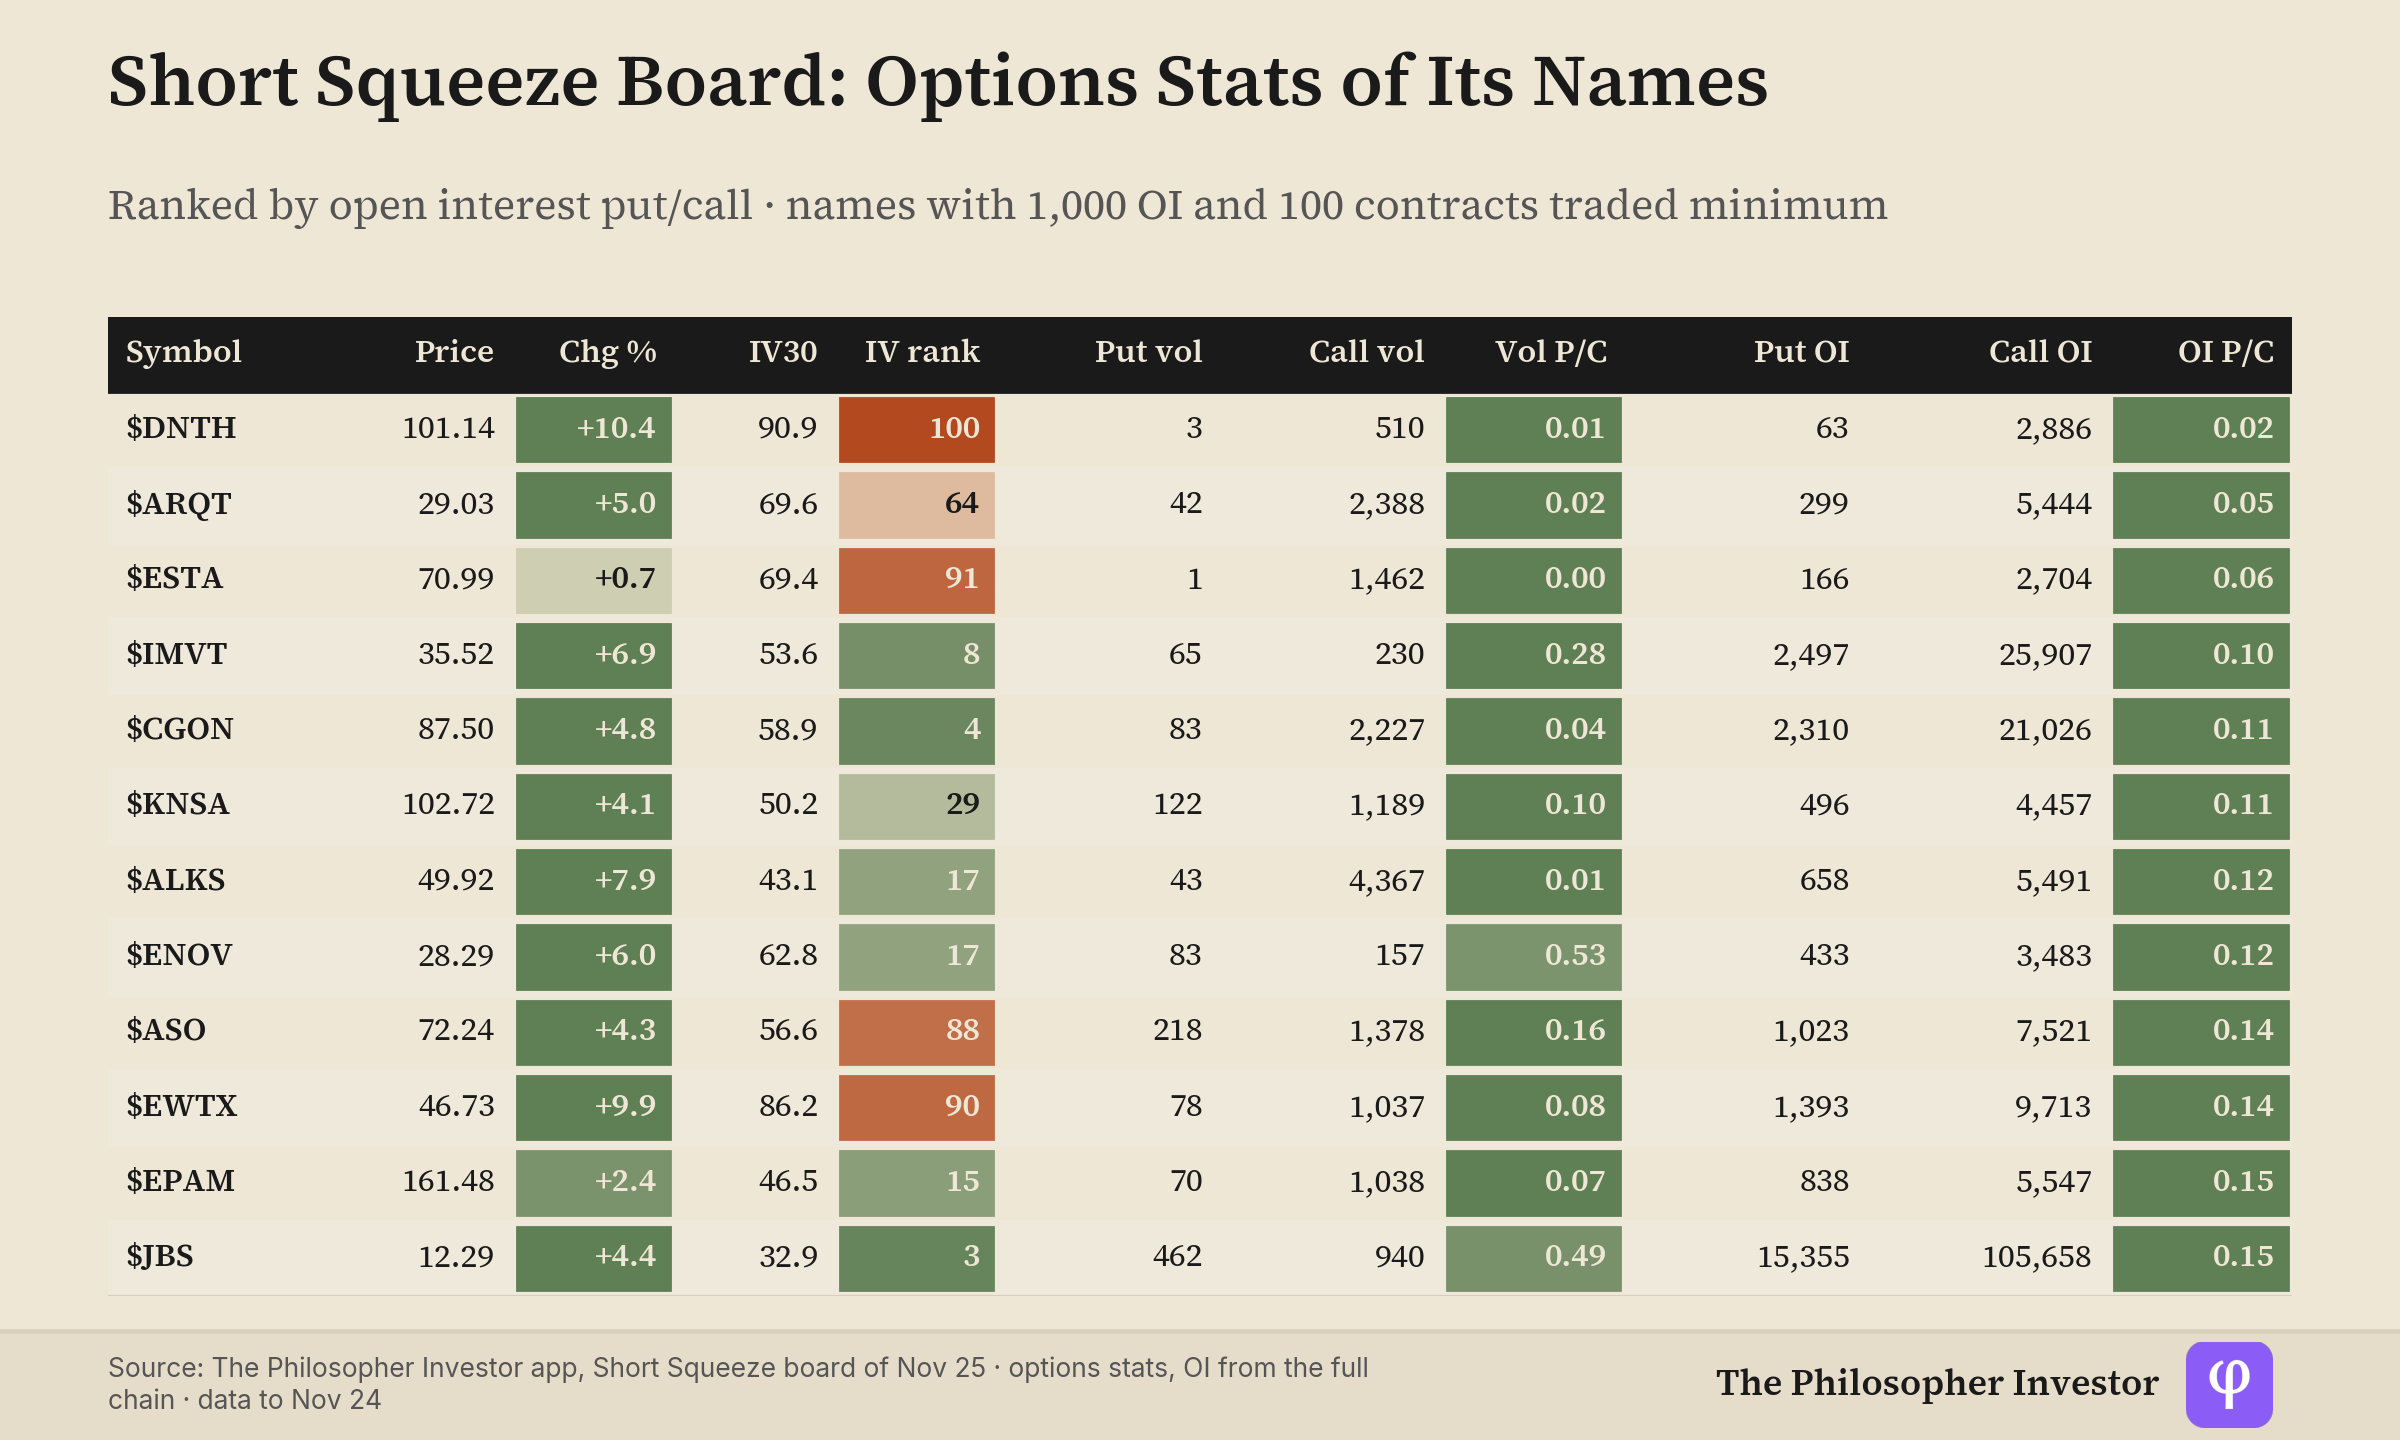 Short Squeeze Board: Options Stats of Its Names
Ranked by open interest put/call · names with 1,000 OI and 100 contracts traded minimum
Symbol Price Chg % IV30 IV rank Put vol Call vol Vol P/C Put OI Call OI OI P/C
$DNTH 101.14 +10.4 90.9 100 3 510 0.01 63 2,886 0.02
$ARQT 29.03 +5.0 69.6 64 42 2,388 0.02 299 5,444 0.05
$ESTA 70.99 +0.7 69.4 91 1 1,462 0.00 166 2,704 0.06
$IMVT 35.52 +6.9 53.6 8 65 230 0.28 2,497 25,907 0.10
$CGON 87.50 +4.8 58.9 4 83 2,227 0.04 2,310 21,026 0.11
$KNSA 102.72 +4.1 50.2 29 122 1,189 0.10 496 4,457 0.11
$ALKS 49.92 +7.9 43.1 17 43 4,367 0.01 658 5,491 0.12
$ENOV 28.29 +6.0 62.8 17 83 157 0.53 433 3,483 0.12
$ASO 72.24 +4.3 56.6 88 218 1,378 0.16 1,023 7,521 0.14
$EWTX 46.73 +9.9 86.2 90 78 1,037 0.08 1,393 9,713 0.14
$EPAM 161.48 +2.4 46.5 15 70 1,038 0.07 838 5,547 0.15
$JBS 12.29 +4.4 32.9 3 462 940 0.49 15,355 105,658 0.15
Source: The Philosopher Investor app, Short Squeeze board of Nov 25 · options stats, OI from the full
chain · data to Nov 24
The Philosopher Investor φ